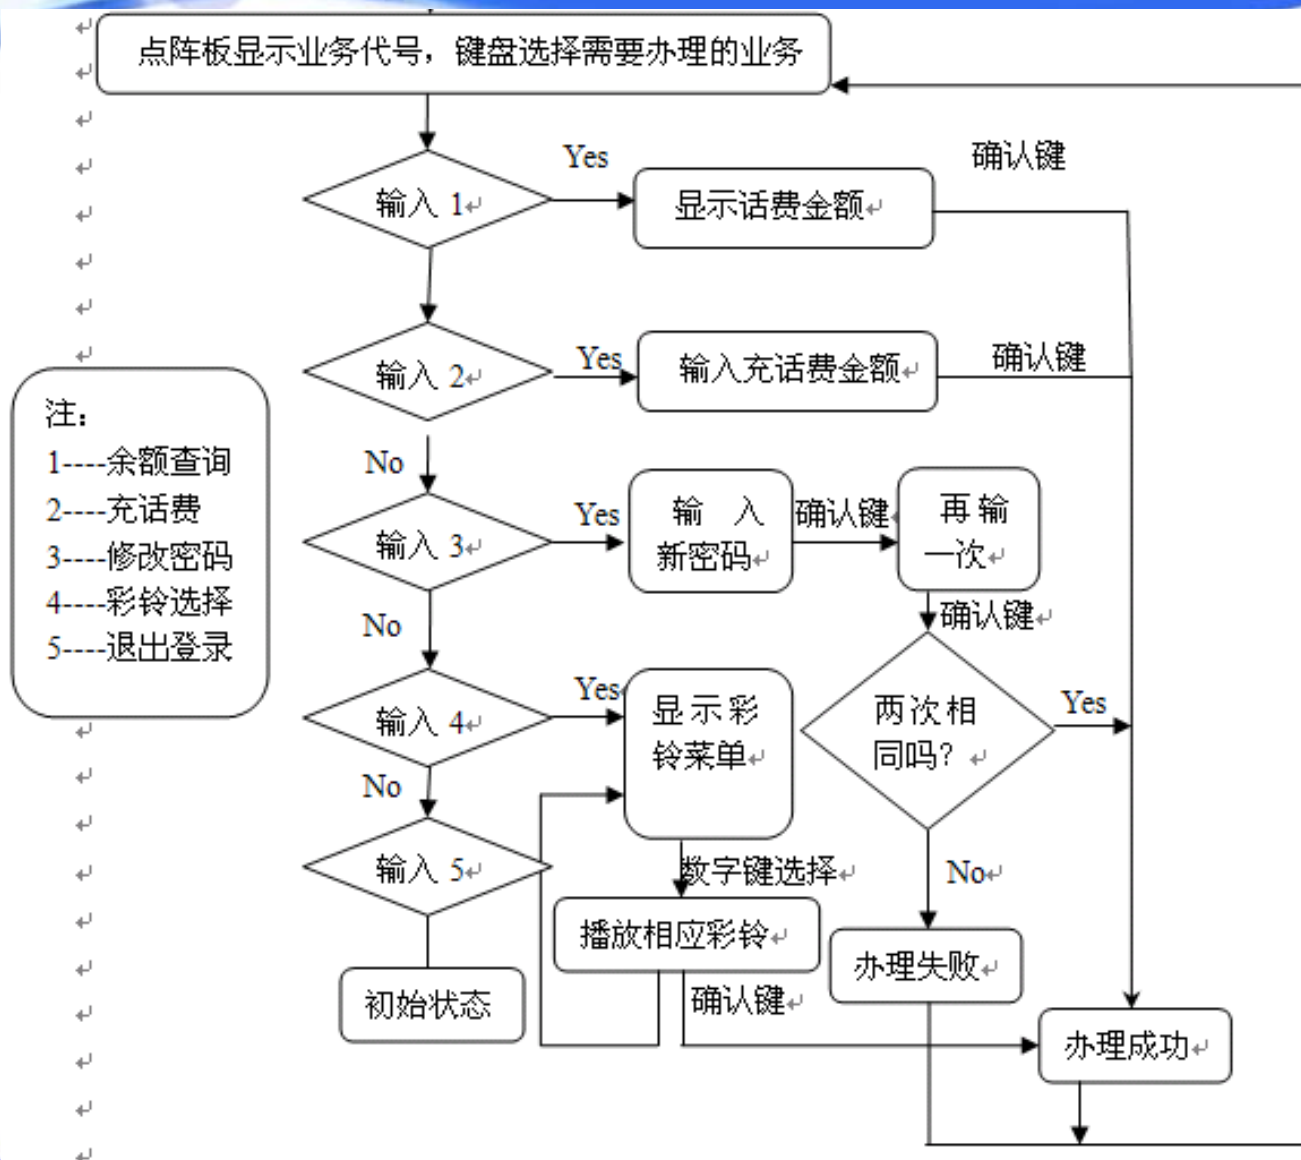 点阵板显示业务代号，键盘选择需要办理的业务
Yes
确认键
输入 1
显示话费金额
输入 2
Yes
输入充话费金额
确认键
注：
1----余额查询
2----充话费
3----修改密码
4----彩铃选择
5----退出登录
No
输入 3
Yes
输 入
新密码
确认键
再 输
一次
确认键
No
输入 4
Yes
显 示 彩
铃菜单
两 次 相
同吗？
Yes
No
输入 5
数字键选择
No
播放相应彩铃
办理失败
初始状态
确认键
办理成功